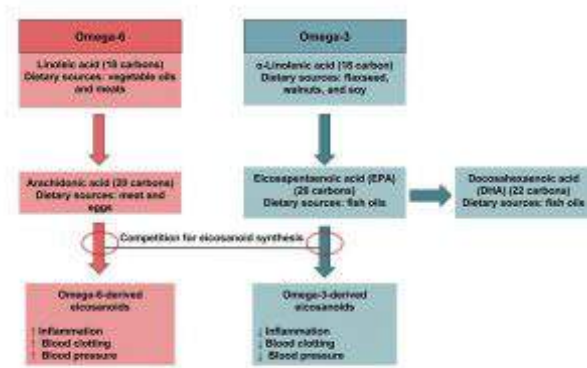 Omega-6
Linoleic acid (18 carbons)
Dietary sources: vegetable oils
and meats
Omega-3
α-Linolenic acid (18 carbon)
Dietary sources: flaxseed,
walnuts, and soy
Arachidonic acid (20 carbons)
Dietary sources: meat and
eggs
Eicosapentaenoic acid (EPA)
(20 carbons)
Dietary sources: fish oils
Docosahexaenoic acid
(DHA) (22 carbons)
Dietary sources: fish oils
Competition for eicosanoid synthesis
Omega-6-derived
eicosanoids
↑ Inflammation
↑ Blood clotting
↑ Blood pressure
Omega-3-derived
eicosanoids
↓ Inflammation
↓ Blood clotting
↓ Blood pressure